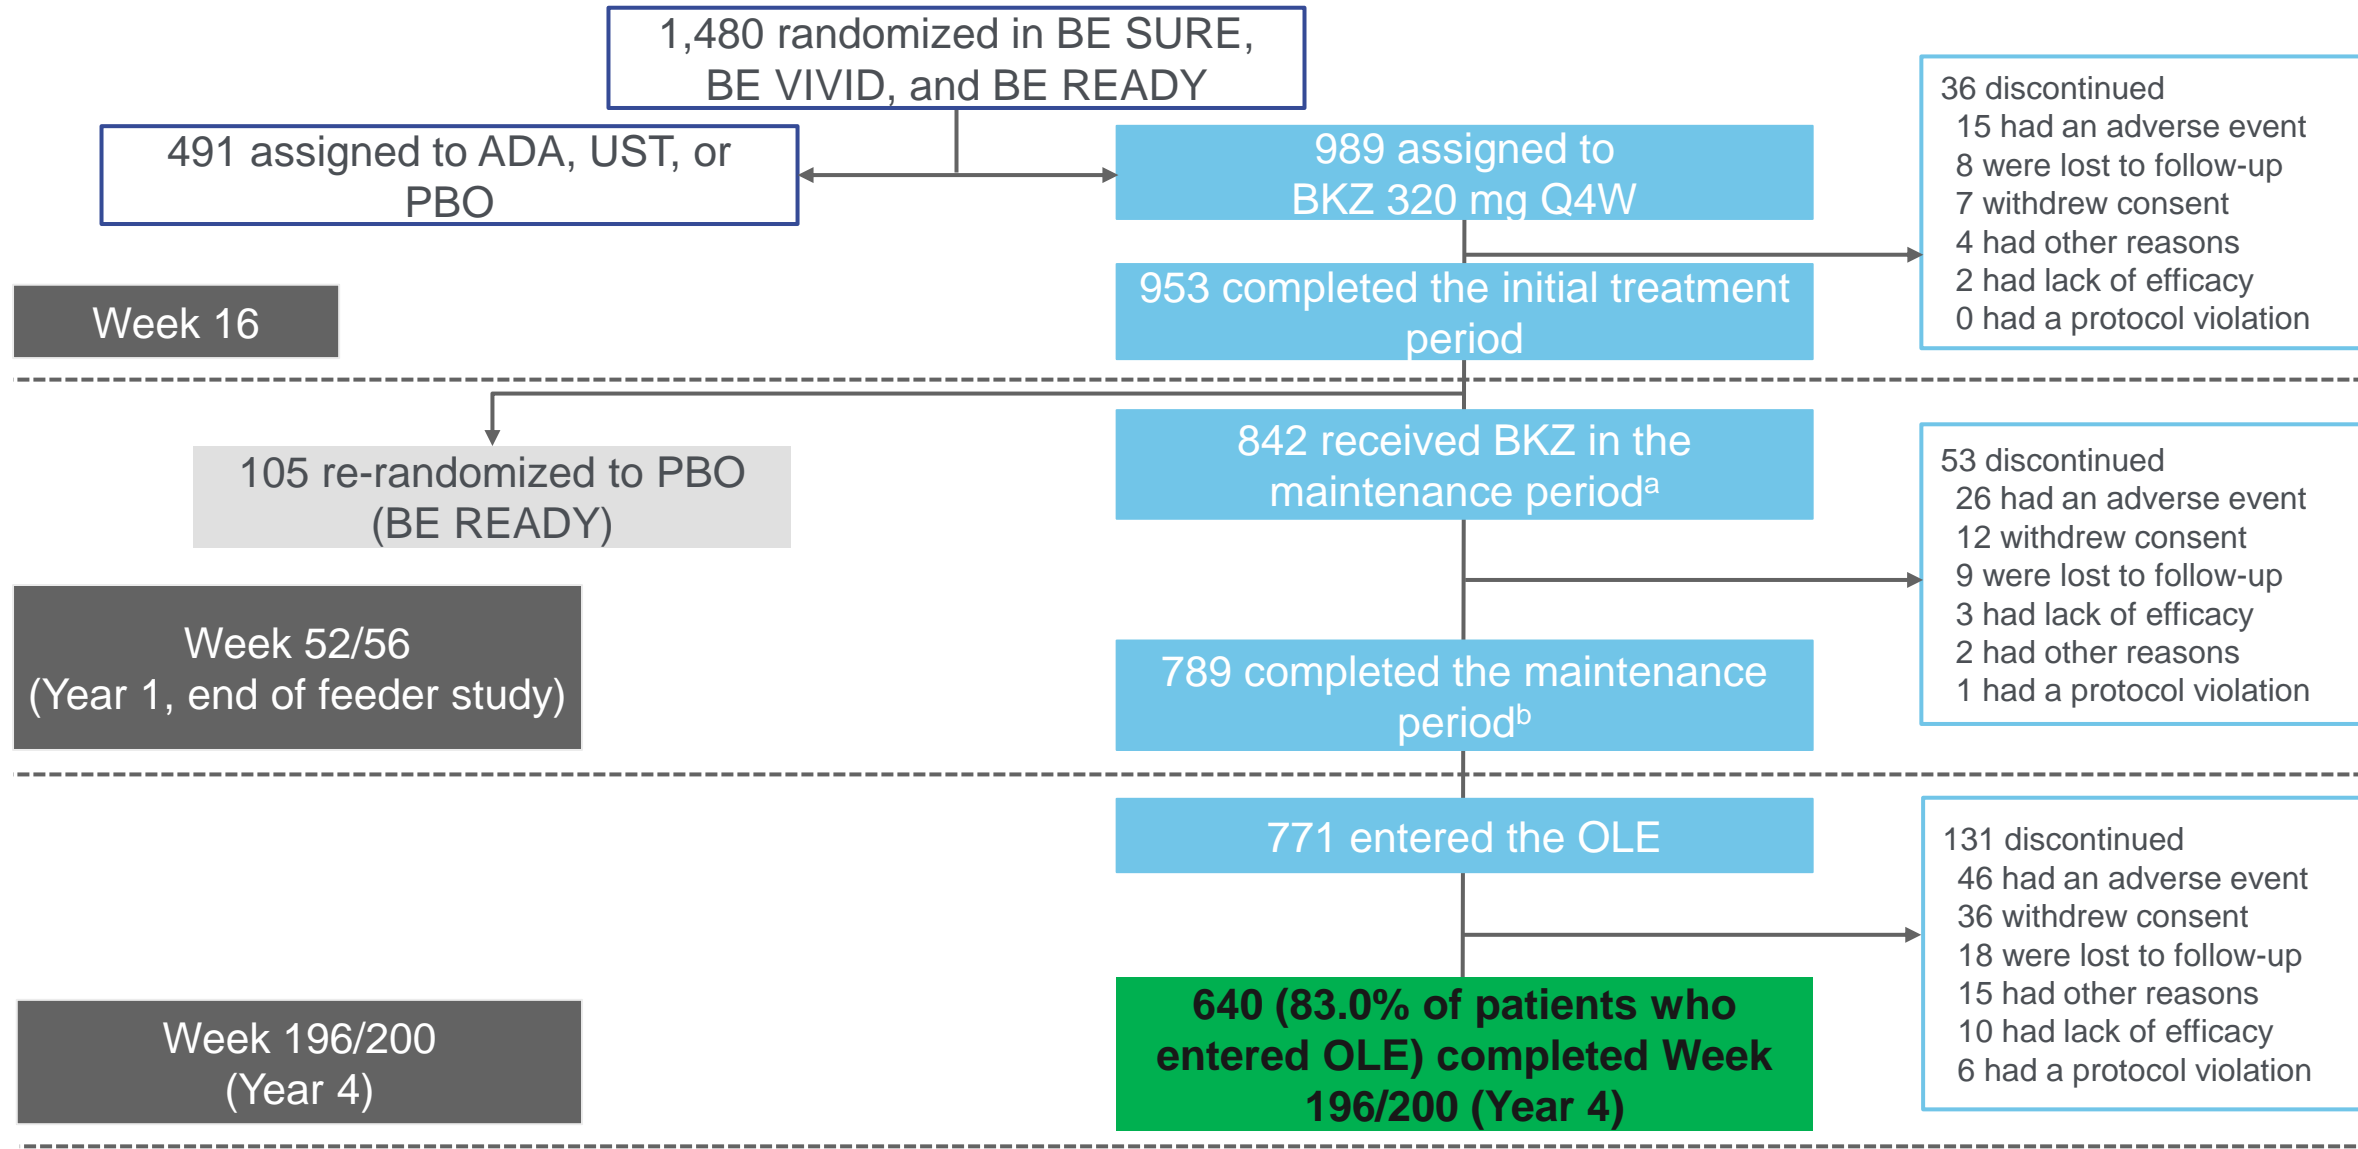 1,480 randomized in BE SURE,
BE VIVID, and BE READY
491 assigned to ADA, UST, or
PBO
989 assigned to
BKZ 320 mg Q4W
36 discontinued
15 had an adverse event
8 were lost to follow-up
7 withdrew consent
4 had other reasons
2 had lack of efficacy
0 had a protocol violation
953 completed the initial treatment
period
Week 16
105 re-randomized to PBO
(BE READY)
842 received BKZ in the
maintenance periodᵃ
53 discontinued
26 had an adverse event
12 withdrew consent
9 were lost to follow-up
3 had lack of efficacy
2 had other reasons
1 had a protocol violation
Week 52/56
(Year 1, end of feeder study)
789 completed the maintenance
periodᵇ
771 entered the OLE
131 discontinued
46 had an adverse event
36 withdrew consent
18 were lost to follow-up
15 had other reasons
10 had lack of efficacy
6 had a protocol violation
Week 196/200
(Year 4)
640 (83.0% of patients who
entered OLE) completed Week
196/200 (Year 4)